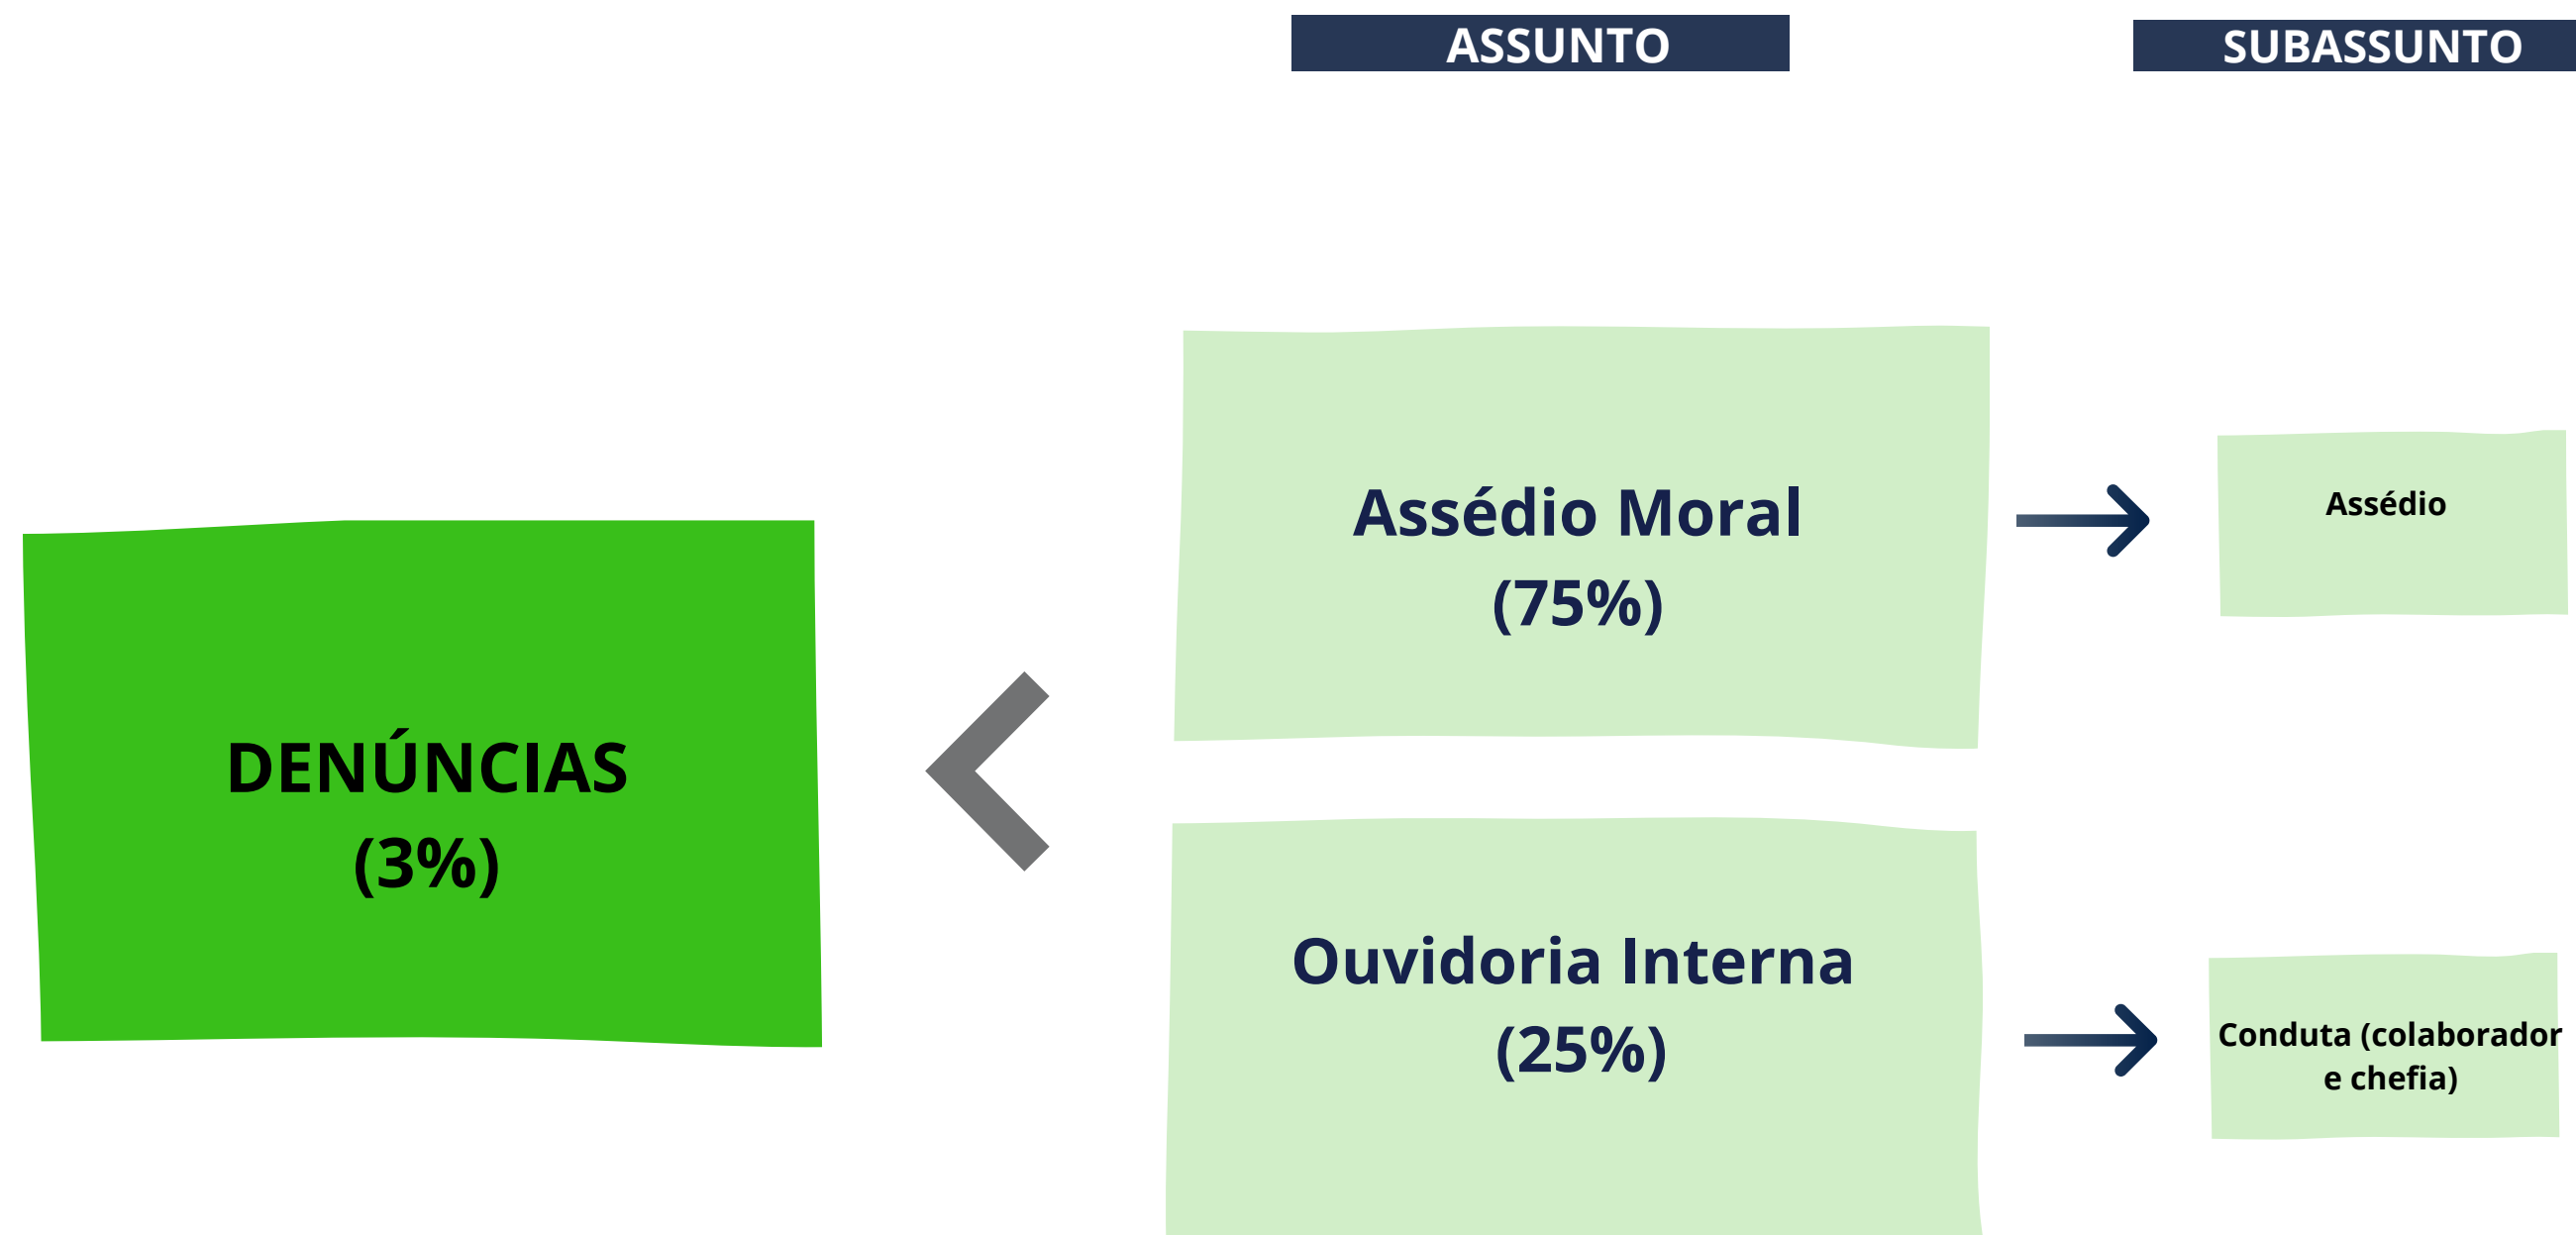 ASSUNTO
SUBASSUNTO
DENÚNCIAS
(3%)
Assédio Moral
(75%)
Assédio
Ouvidoria Interna
(25%)
Conduta (colaborador
e chefia)